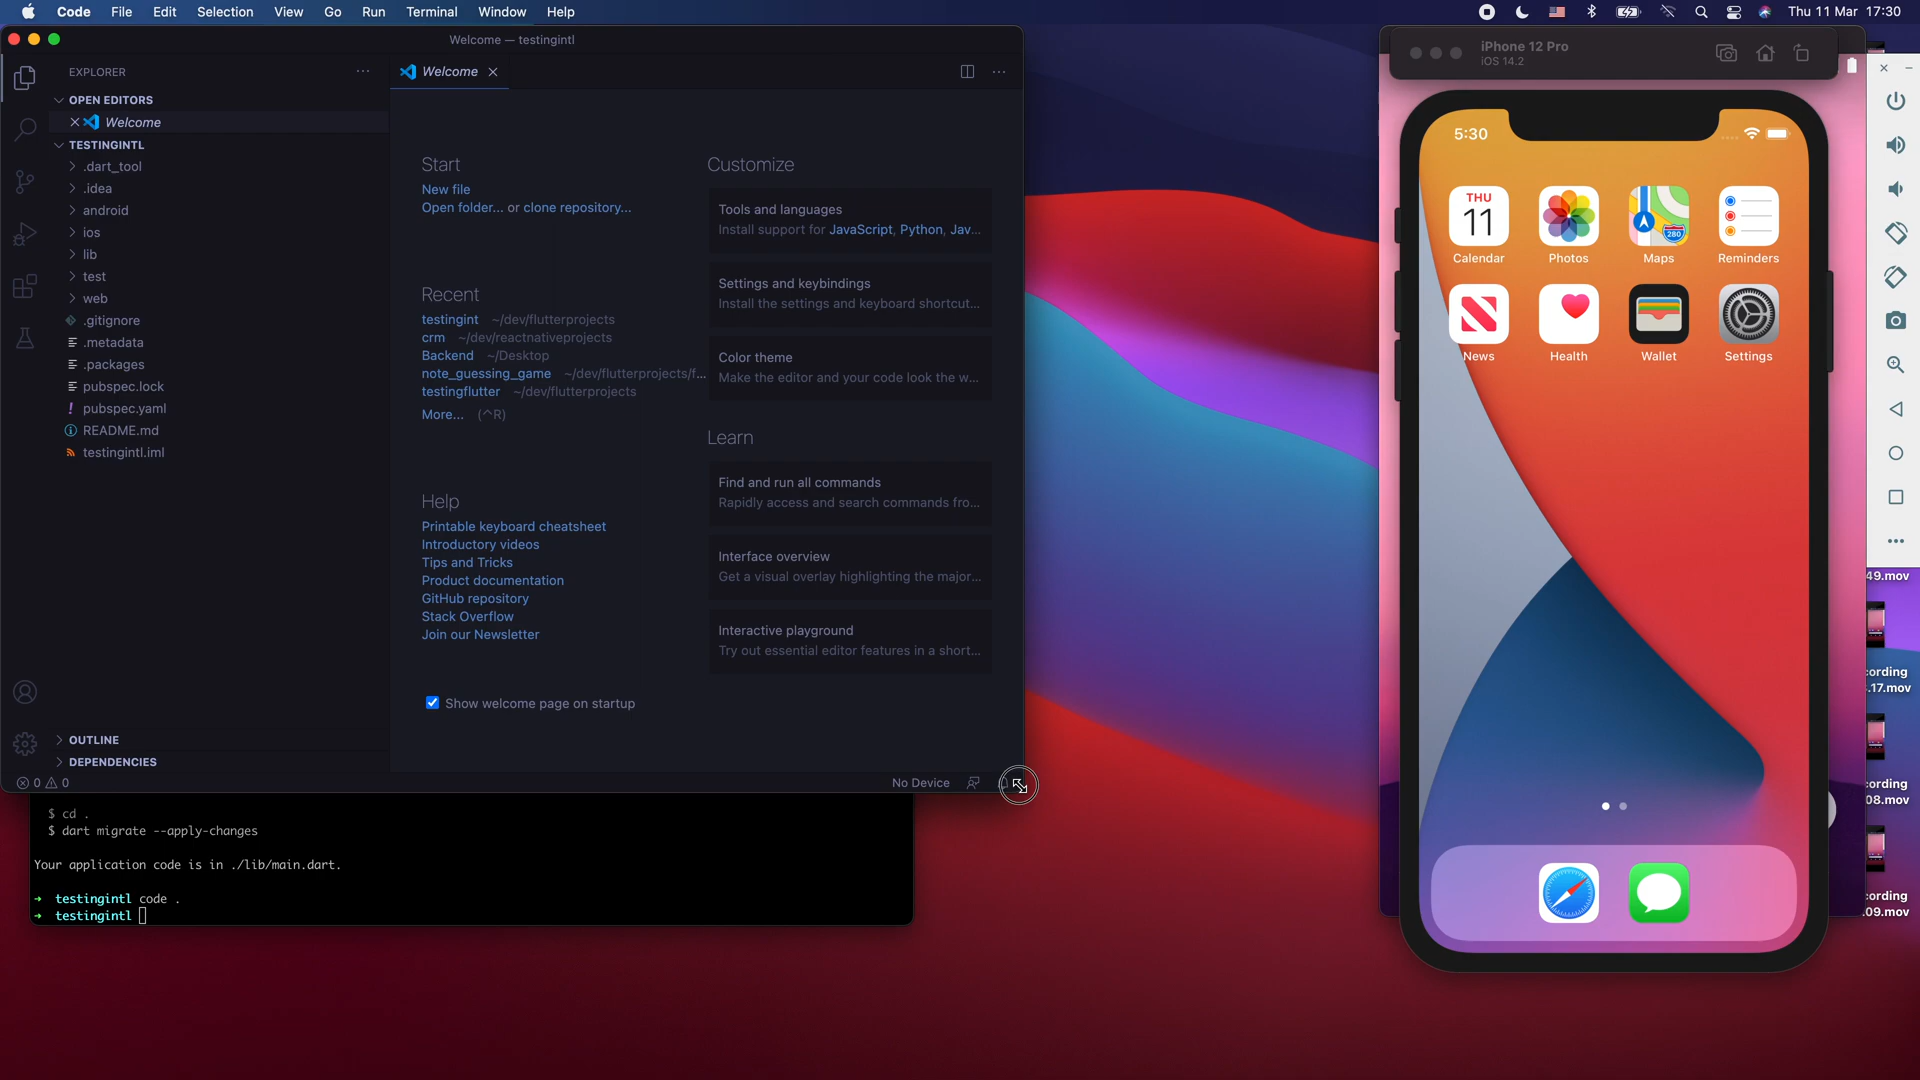 Code File Edit Selection View Go Run Terminal Window Help
Thu 11 Mar 17:30
Welcome — testingintl
EXPLORER
OPEN EDITORS
Welcome
TESTINGINTL
.dart_tool
.idea
android
ios
lib
test
web
.gitignore
.metadata
.packages
pubspec.lock
pubspec.yaml
README.md
testingintl.iml
OUTLINE
DEPENDENCIES
0 0
Welcome
Start
New file
Open folder... or clone repository...
Recent
testingint ~/dev/flutterprojects
crm ~/dev/reactnativeprojects
Backend ~/Desktop
note_guessing_game ~/dev/flutterprojects/f...
testingflutter ~/dev/flutterprojects
More... (^R)
Help
Printable keyboard cheatsheet
Introductory videos
Tips and Tricks
Product documentation
GitHub repository
Stack Overflow
Join our Newsletter
Show welcome page on startup
Customize
Tools and languages
Install support for JavaScript, Python, Jav...
Settings and keybindings
Install the settings and keyboard shortcut...
Color theme
Make the editor and your code look the w...
Learn
Find and run all commands
Rapidly access and search commands fro...
Interface overview
Get a visual overlay highlighting the major...
Interactive playground
Try out essential editor features in a short...
No Device
$ cd .
$ dart migrate --apply-changes
Your application code is in ./lib/main.dart.
→ testingintl code .
→ testingintl
iPhone 12 Pro
iOS 14.2
5:30
THU
11
280
Calendar Photos Maps Reminders
News Health Wallet Settings
49.mov
cording
.17.mov
cording
08.mov
cording
.09.mov